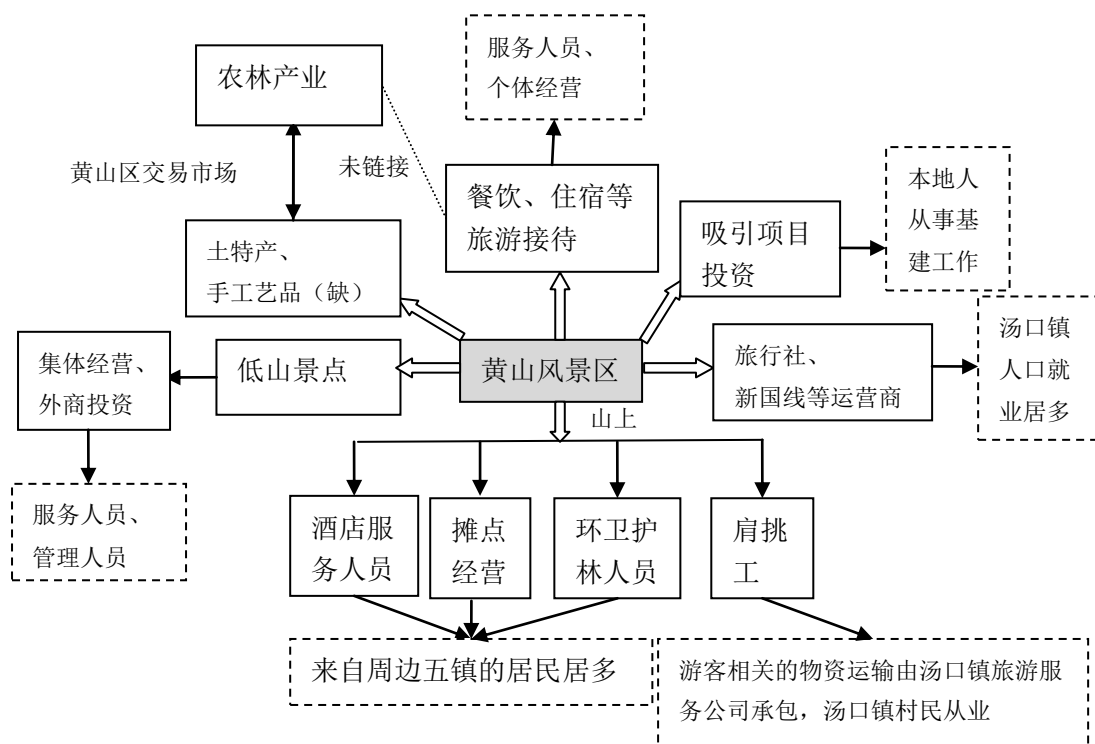 服务人员、
个体经营
农林产业
黄山区交易市场
未链接
餐饮、住宿等
旅游接待
吸引项目
投资
本地人
从事基
建工作
土特产、
手工艺品（缺）
集体经营、
外商投资
低山景点
黄山风景区
旅行社、
新国线等运营商
汤口镇
人口就
业居多
山上
服务人员、
管理人员
酒店服
务人员
摊点
经营
环卫护
林人员
肩挑
工
来自周边五镇的居民居多
游客相关的物资运输由汤口镇旅游服
务公司承包，汤口镇村民从业